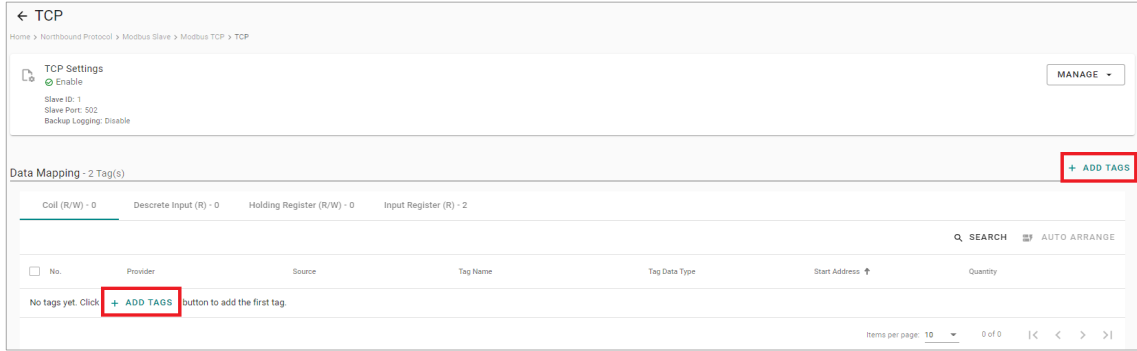 TCP
Home > Northbound Protocol > Modbus Slave > Modbus TCP > TCP
TCP Settings
Enable
MANAGE
Slave ID: 1
Slave Port: 502
Backup Logging: Disable
+ ADD TAGS
Data Mapping - 2 Tag(s)
Coil (R/W) - 0 Descrete Input (R) - 0 Holding Register (R/W) - 0 Input Register (R) - 2
SEARCH AUTO ARRANGE
No. Provider Source Tag Name Tag Data Type Start Address Quantity
No tags yet. Click + ADD TAGS button to add the first tag.
Items per page: 10 0 of 0